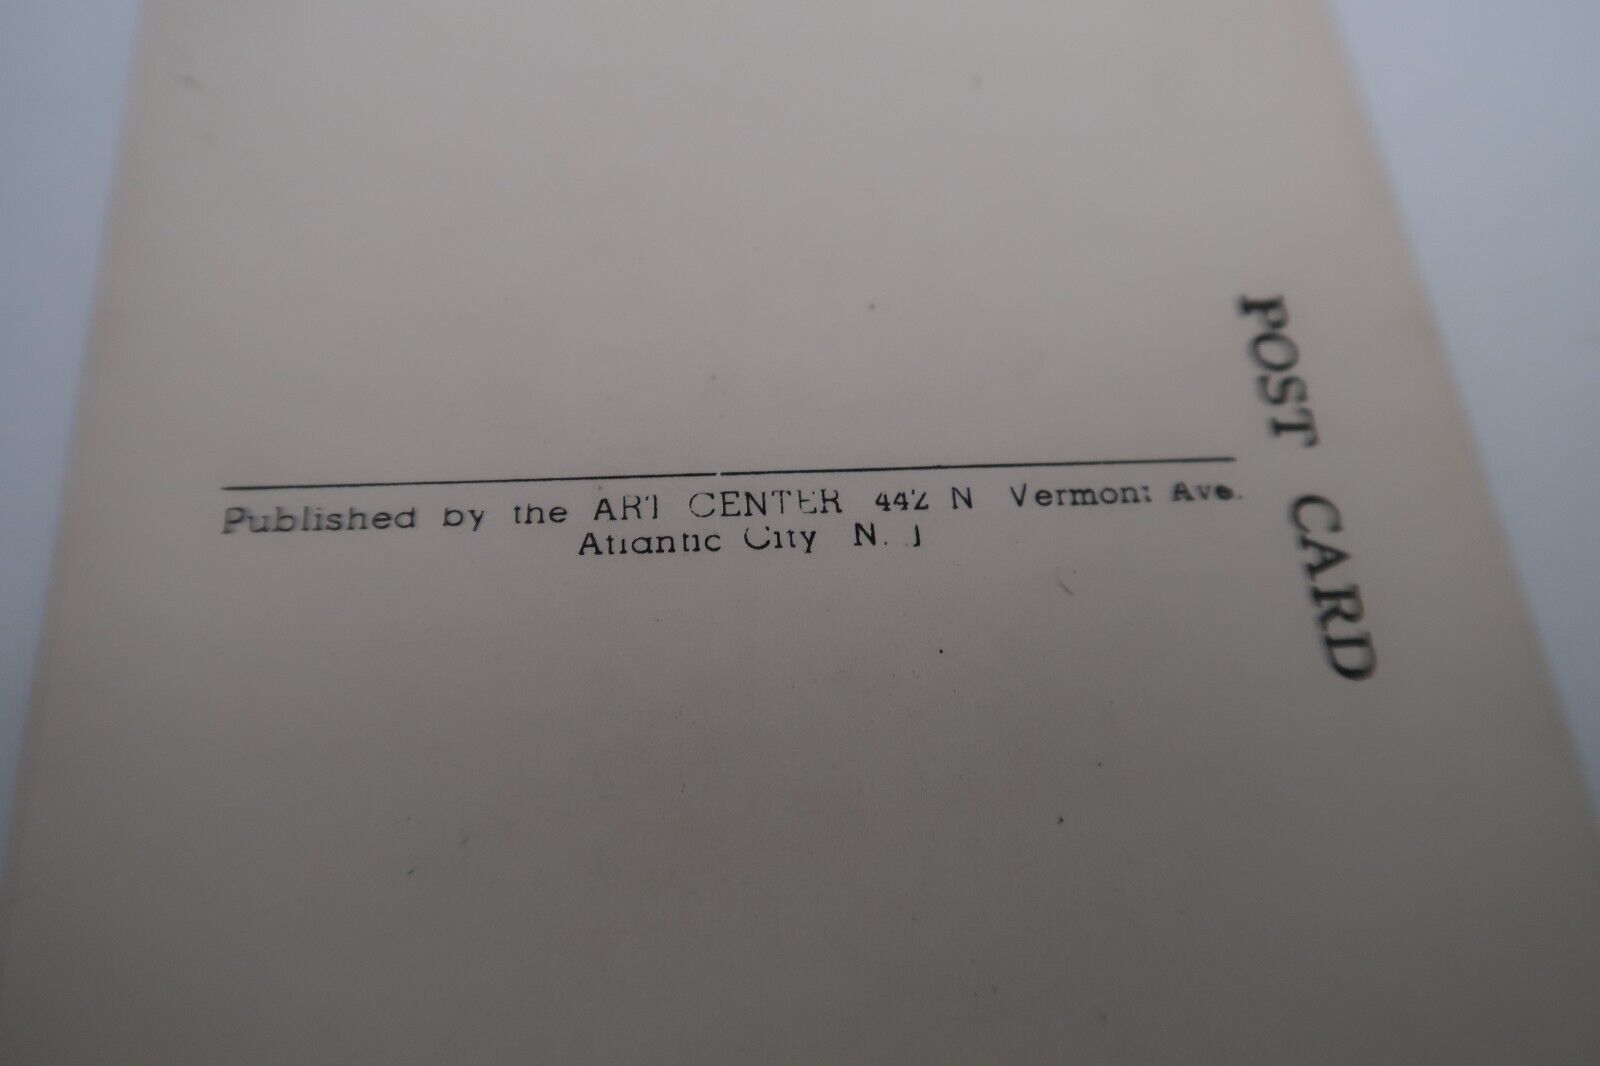 Published by the ART CENTER 442 N Vermont Ave.
Atlantic City N. J
POST CARD